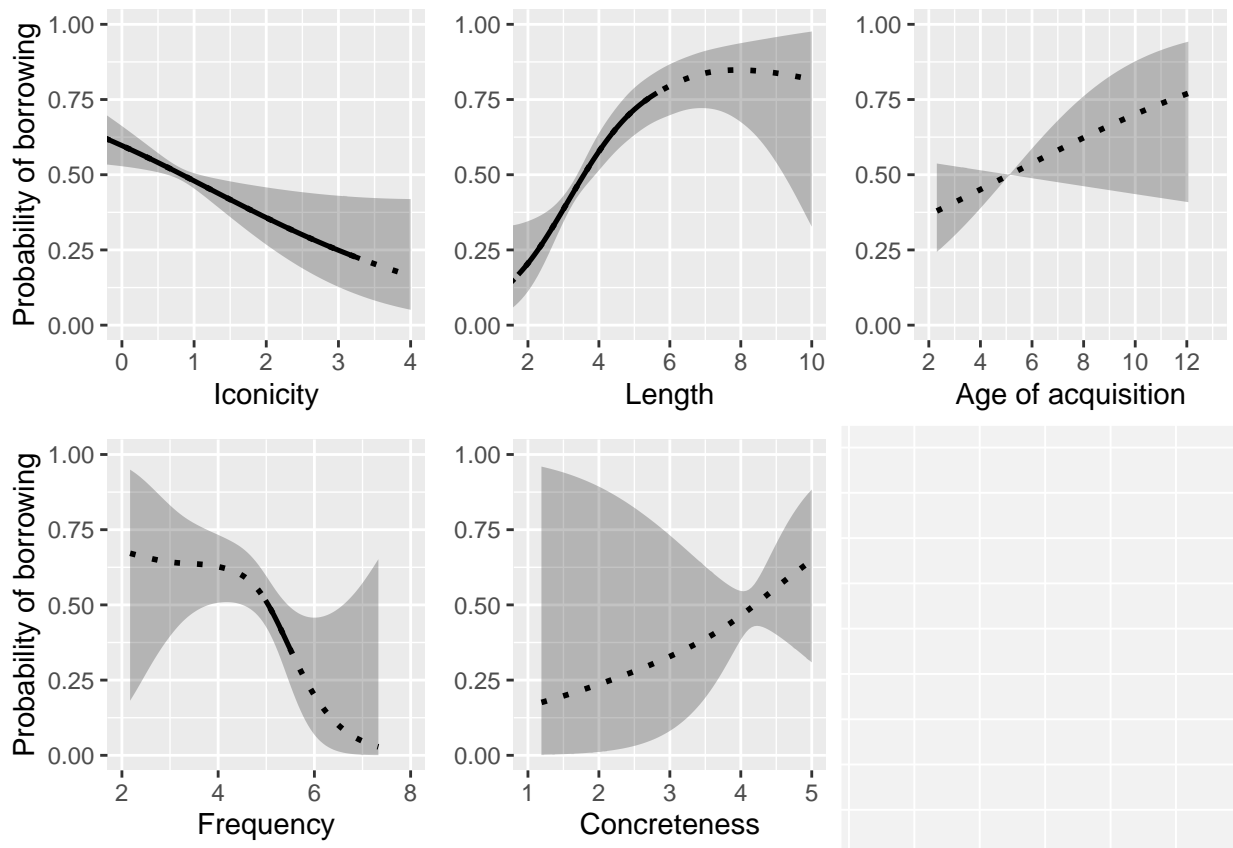 Probability of borrowing
1.00
0.75
0.50
0.25
0.00
0 1 2 3 4
Iconicity
1.00
0.75
0.50
0.25
0.00
2 4 6 8 10
Length
1.00
0.75
0.50
0.25
0.00
2 4 6 8 10 12
Age of acquisition
Probability of borrowing
1.00
0.75
0.50
0.25
0.00
2 4 6 8
Frequency
1.00
0.75
0.50
0.25
0.00
1 2 3 4 5
Concreteness